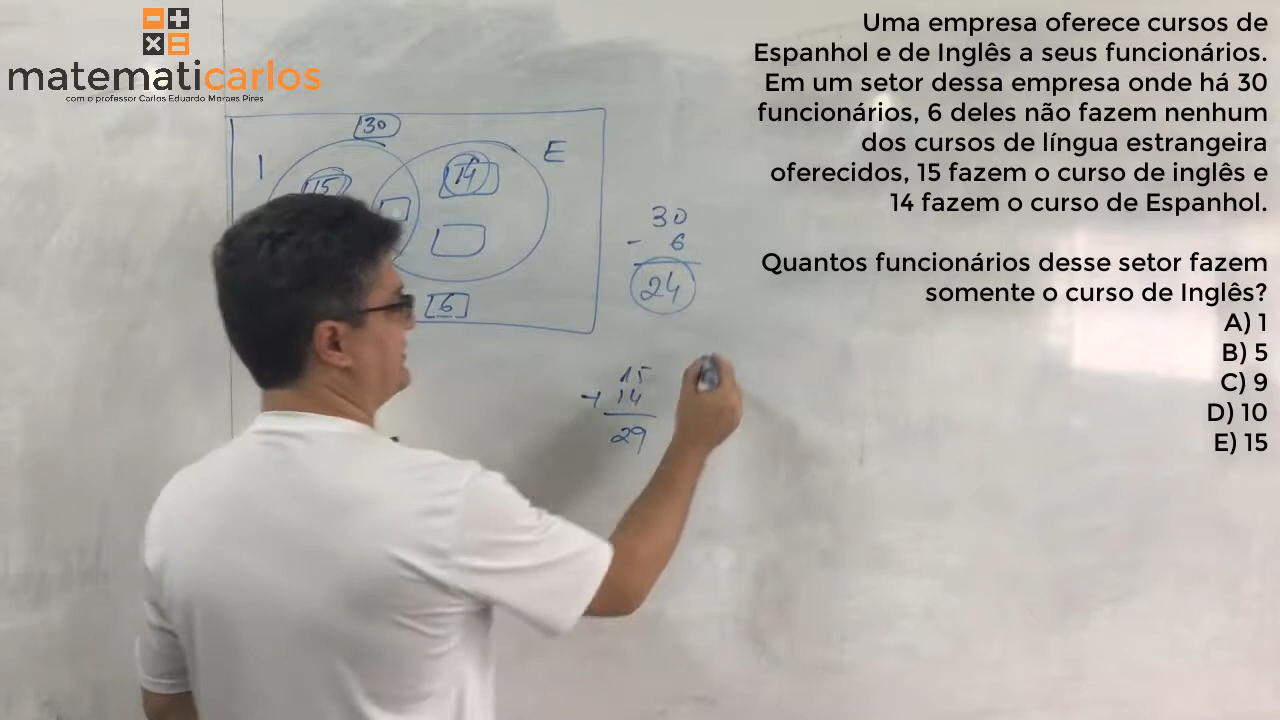 matematicarlos
com o professor Carlos Eduardo Moraes Pires
Uma empresa oferece cursos de
Espanhol e de Inglês a seus funcionários.
Em um setor dessa empresa onde há 30
funcionários, 6 deles não fazem nenhum
dos cursos de língua estrangeira
oferecidos, 15 fazem o curso de inglês e
14 fazem o curso de Espanhol.
Quantos funcionários desse setor fazem
somente o curso de Inglês?
A) 1
B) 5
C) 9
D) 10
E) 15
30
I
E
15
14
6
30
- 6
24
15
+ 14
29